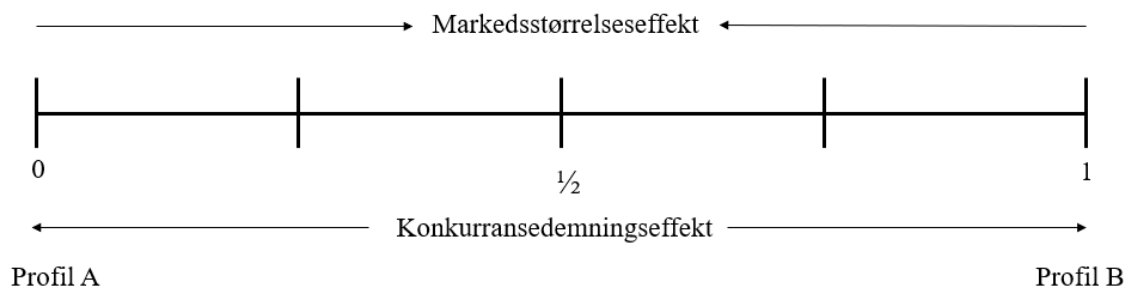 Markedsstørrelseseffekt
0 ½ 1
Konkurransedemningseffekt
Profil A Profil B